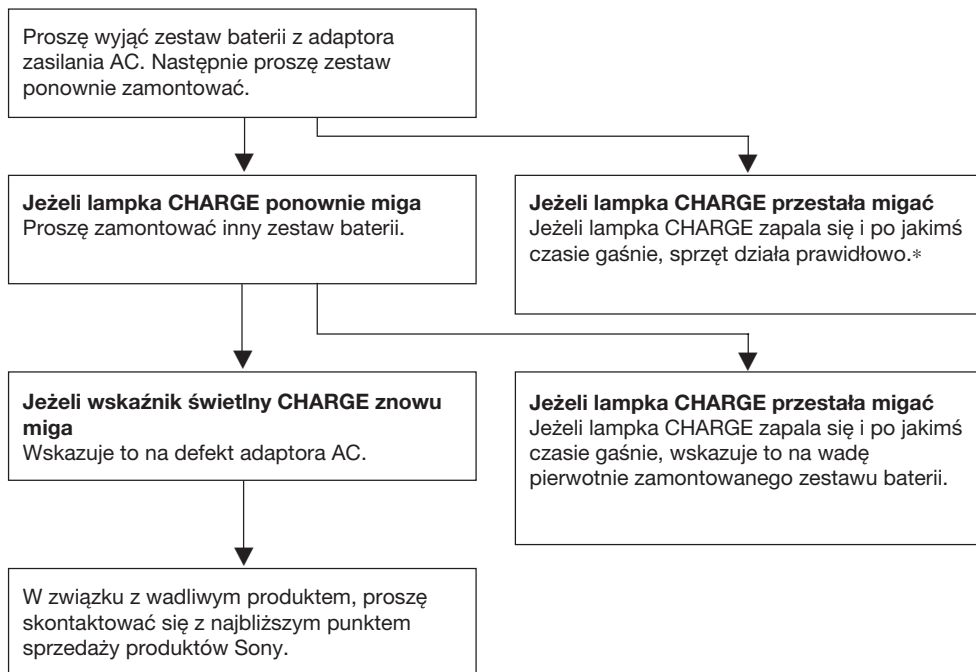 Proszę wyjąć zestaw baterii z adaptora
zasilania AC. Następnie proszę zestaw
ponownie zamontować.
Jeżeli lampka CHARGE ponownie miga
Proszę zamontować inny zestaw baterii.
Jeżeli lampka CHARGE przestała migać
Jeżeli lampka CHARGE zapala się i po jakimś
czasie gaśnie, sprzęt działa prawidłowo.*
Jeżeli wskaźnik świetlny CHARGE znowu
miga
Wskazuje to na defekt adaptora AC.
Jeżeli lampka CHARGE przestała migać
Jeżeli lampka CHARGE zapala się i po jakimś
czasie gaśnie, wskazuje to na wadę
pierwotnie zamontowanego zestawu baterii.
W związku z wadliwym produktem, proszę
skontaktować się z najbliższym punktem
sprzedaży produktów Sony.